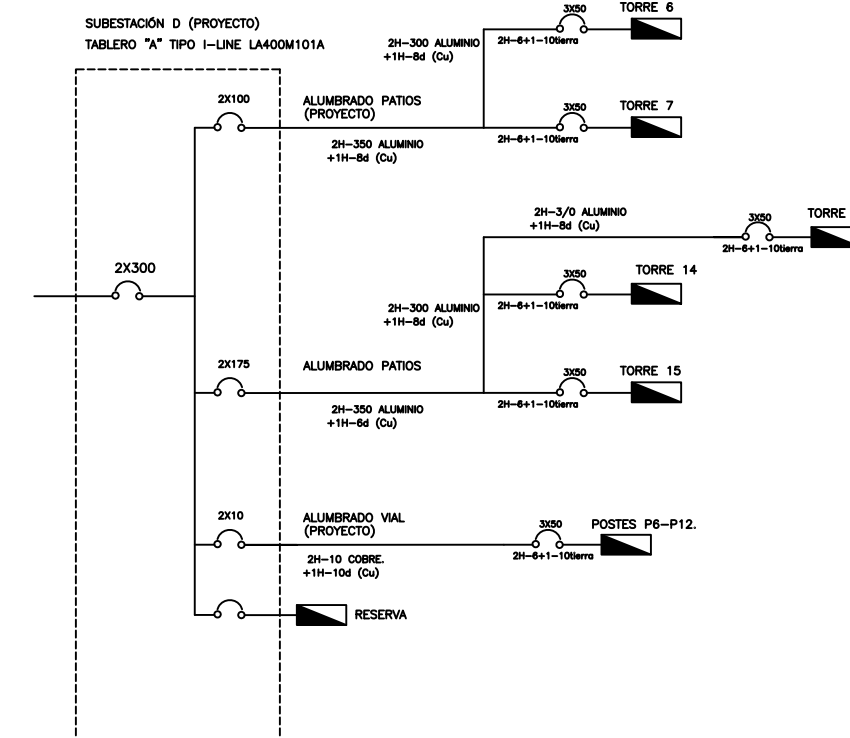 SUBESTACIÓN D (PROYECTO)
TABLERO "A" TIPO I-LINE LA400M101A
3X50
TORRE 6
2H-300 ALUMINIO
+1H-8d (Cu)
2H-6+1-10tierra
2X100
ALUMBRADO PATIOS
(PROYECTO)
3X50
TORRE 7
2H-350 ALUMINIO
+1H-8d (Cu)
2H-6+1-10tierra
2H-3/0 ALUMINIO
+1H-8d (Cu)
3X50
TORRE
2H-6+1-10tierra
2X300
3X50
TORRE 14
2H-300 ALUMINIO
+1H-8d (Cu)
2H-6+1-10tierra
2X175
ALUMBRADO PATIOS
3X50
TORRE 15
2H-350 ALUMINIO
+1H-6d (Cu)
2H-6+1-10tierra
2X10
ALUMBRADO VIAL
(PROYECTO)
3X50
POSTES P6-P12.
2H-10 COBRE.
+1H-10d (Cu)
2H-6+1-10tierra
RESERVA